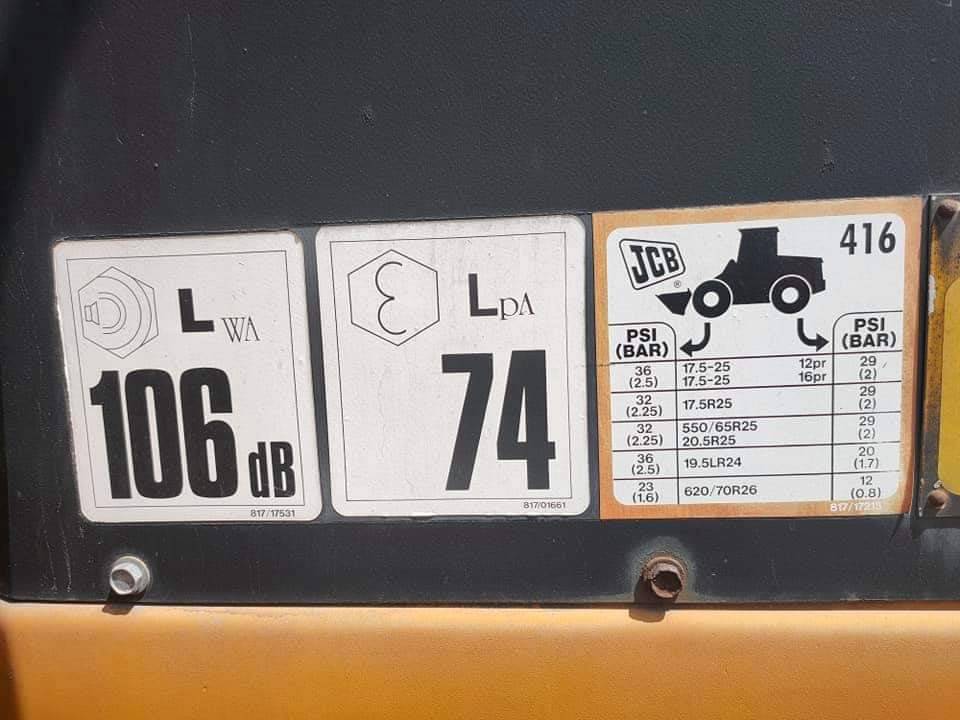 L WA
106 dB
817/17531
ε
L pA
74
817/01661
JCB
®
416
PSI (BAR) PSI (BAR)
36 (2.5) 17.5-25 12pr 29 (2)
17.5-25 16pr
32 (2.25) 17.5R25 29 (2)
32 (2.25) 550/65R25 29 (2)
20.5R25
36 (2.5) 19.5LR24 20 (1.7)
23 (1.6) 620/70R26 12 (0.8)